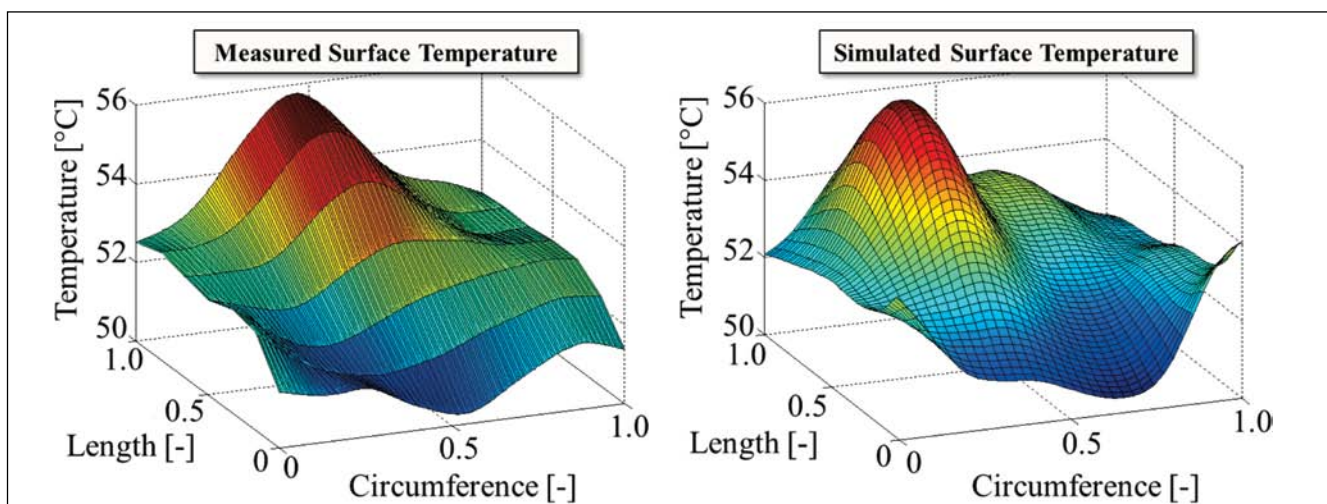 Measured Surface Temperature
Temperature [°C]
56
54
52
50
1.0
0.5
0
Length [-]
0
0.5
1.0
Circumference [-]
Simulated Surface Temperature
Temperature [°C]
56
54
52
50
1.0
0.5
0
Length [-]
0
0.5
1.0
Circumference [-]